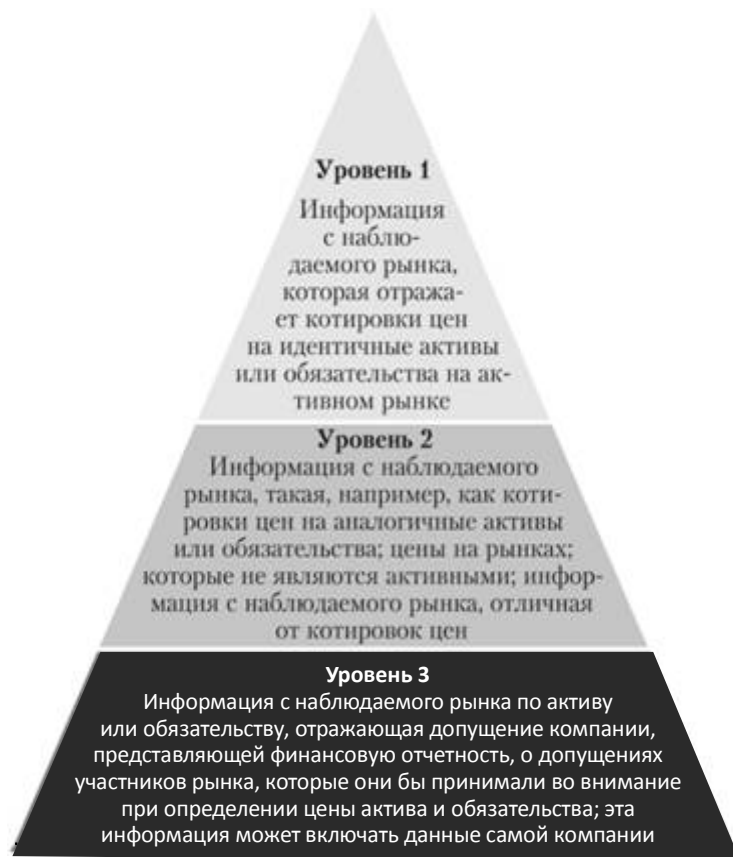 Уровень 1
Информация
с наблю-
даемого рынка,
которая отража-
ет котировки цен
на идентичные активы
или обязательства на ак-
тивном рынке
Уровень 2
Информация с наблюдаемого
рынка, такая, например, как коти-
ровки цен на аналогичные активы
или обязательства; цены на рынках;
которые не являются активными; инфор-
мация с наблюдаемого рынка, отличная
от котировок цен
Уровень 3
Информация с наблюдаемого рынка по активу
или обязательству, отражающая допущение компании,
представляющей финансовую отчетность, о допущениях
участников рынка, которые они бы принимали во внимание
при определении цены актива и обязательства; эта
информация может включать данные самой компании